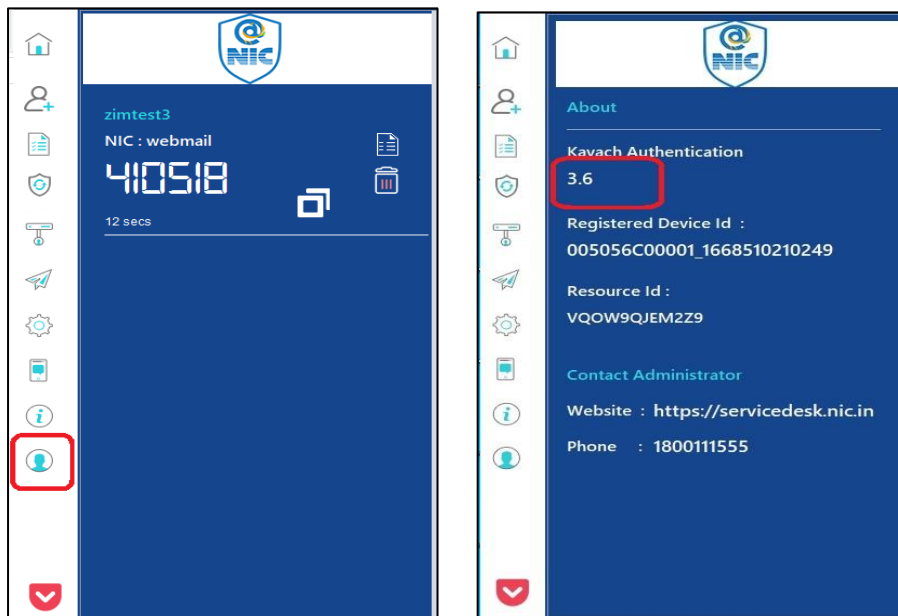 @
NIC
zimtest3
NIC : webmail
410518
12 secs
@
NIC
About
Kavach Authentication
3.6
Registered Device Id :
005056C00001_1668510210249
Resource Id :
VQOW9QJEM2Z9
Contact Administrator
Website : https://servicedesk.nic.in
Phone : 1800111555